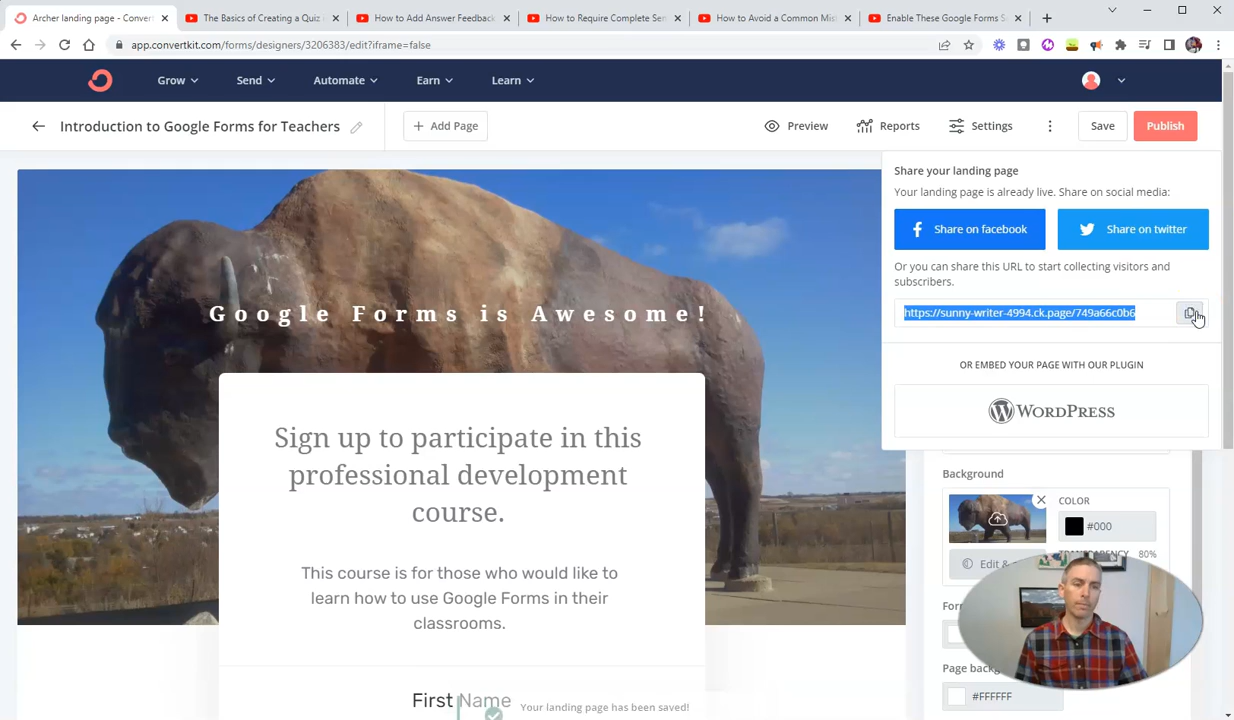 Archer landing page - Convert
The Basics of Creating a Quiz
How to Add Answer Feedback
How to Require Complete Sen
How to Avoid a Common Mist
Enable These Google Forms S
app.convertkit.com/forms/designers/3206383/edit?iframe=false
Grow Send Automate Earn Learn
Introduction to Google Forms for Teachers
Add Page
Preview
Reports
Settings
Save
Publish
Share your landing page
Your landing page is already live. Share on social media:
Share on facebook
Share on twitter
Or you can share this URL to start collecting visitors and
subscribers.
https://sunny-writer-4994.ck.page/749a66c0b6
OR EMBED YOUR PAGE WITH OUR PLUGIN
WORDPRESS
Google Forms is Awesome!
Sign up to participate in this
professional development
course.
This course is for those who would like to
learn how to use Google Forms in their
classrooms.
First Name
Your landing page has been saved!
Background
COLOR
#000
80%
Edit &
Form
Page back
#FFFFFF